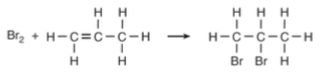 H H H H H
Br₂ + H—C=C—C—H → H—C—C—C—H
H H Br Br H